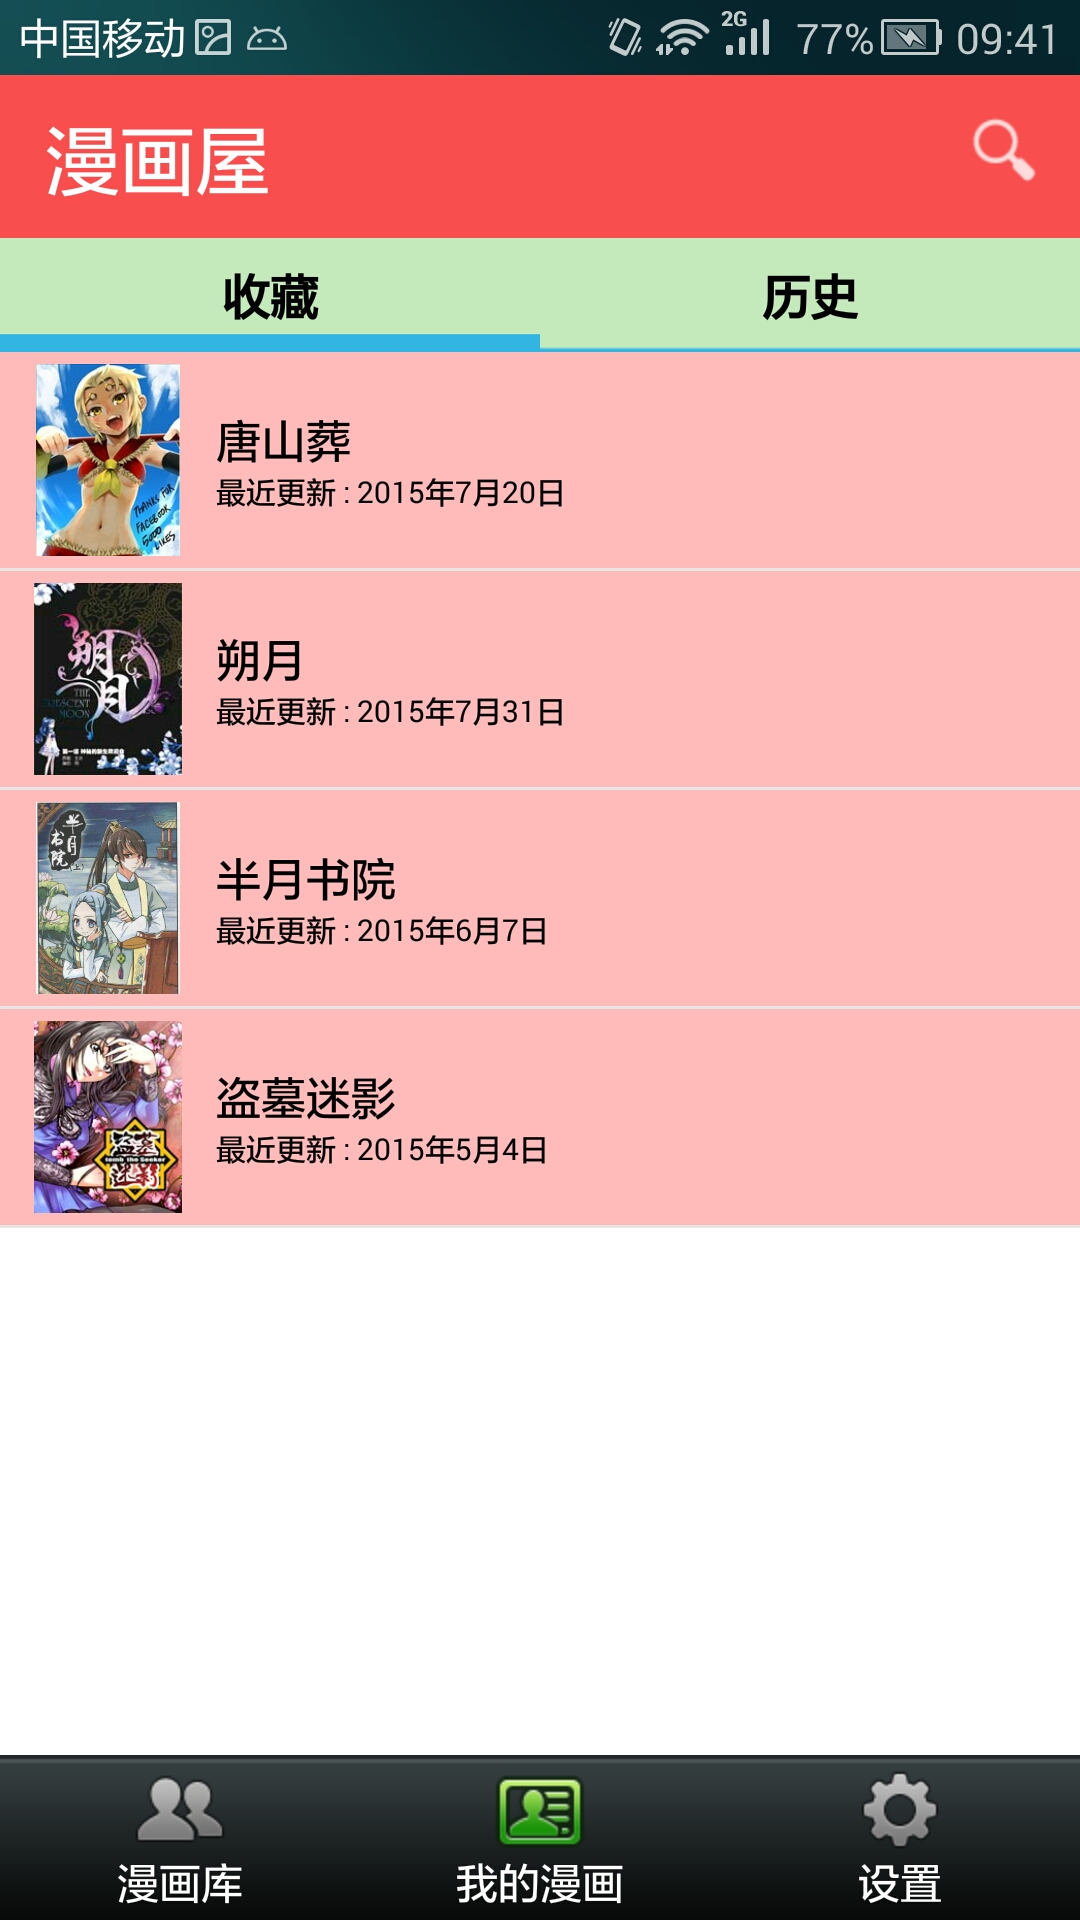 中国移动 2G 77% 09:41
漫画屋
收藏 历史
唐山葬
最近更新 : 2015年7月20日
THANKS FOR
FACEBOOK
5000
LIKES
朔月
最近更新 : 2015年7月31日
朔月
THE
CRESCENT
MOON
半月书院
最近更新 : 2015年6月7日
半月
书院
(上)
盗墓迷影
最近更新 : 2015年5月4日
盗墓
tomb the Seeker
迷影
漫画库 我的漫画 设置